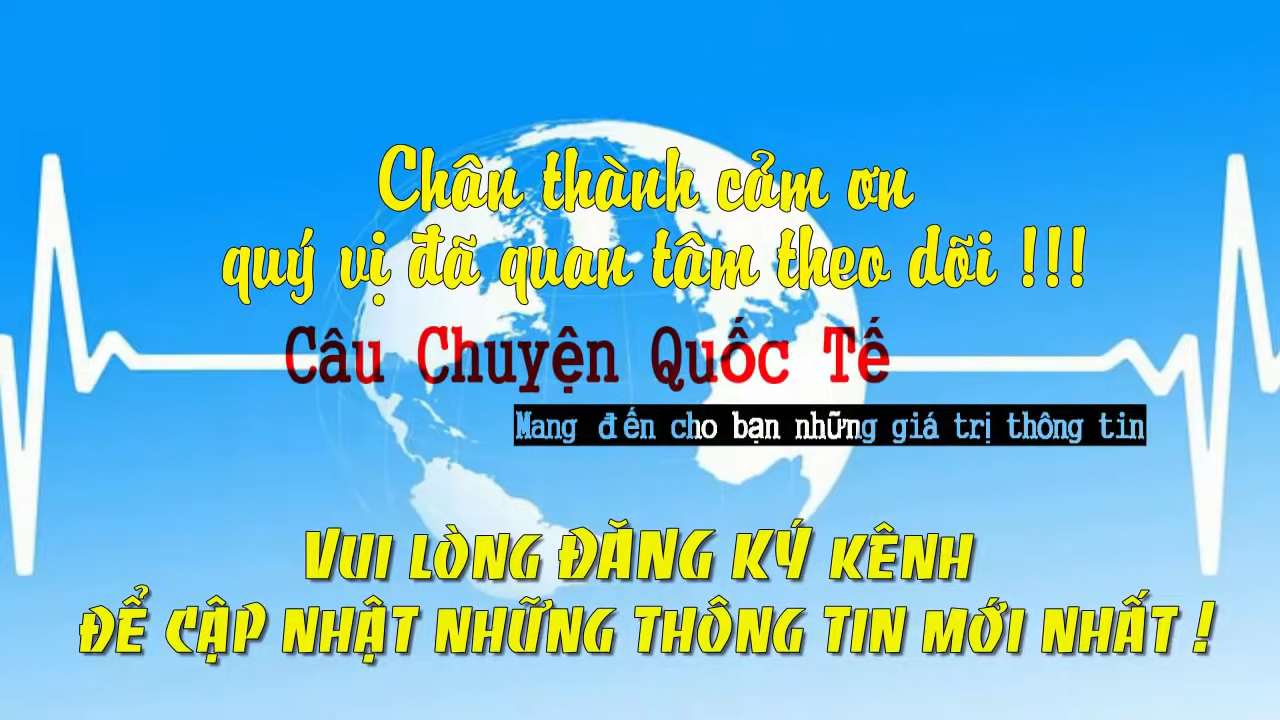 Chân thành cảm ơn
quý vị đã quan tâm theo dõi !!!
Câu Chuyện Quốc Tế
Mang đến cho bạn những giá trị thông tin
VUI LÒNG ĐĂNG KÝ KÊNH
ĐỂ CẬP NHẬT NHỮNG THÔNG TIN MỚI NHẤT !